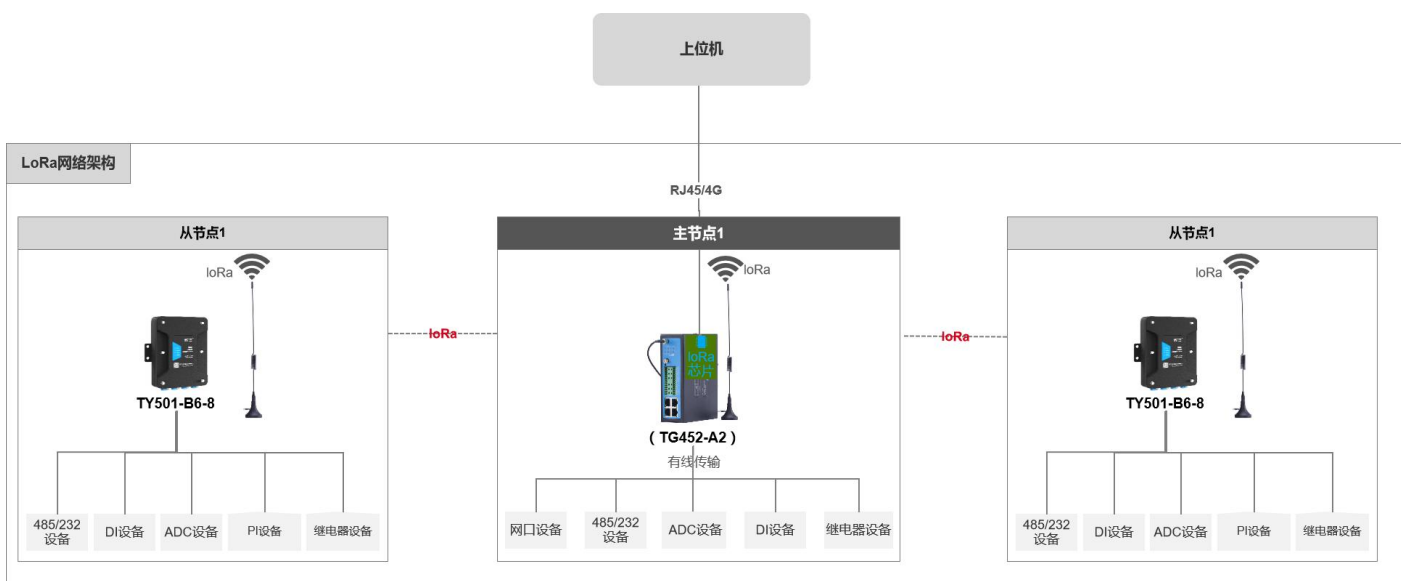 上位机
LoRa网络架构
RJ45/4G
从节点1
loRa
TY501-B6-8
485/232
设备
DI设备
ADC设备
PI设备
继电器设备
loRa
主节点1
loRa
loRa
芯片
(TG452-A2)
有线传输
网口设备
485/232
设备
ADC设备
DI设备
继电器设备
loRa
从节点1
loRa
TY501-B6-8
485/232
设备
DI设备
ADC设备
PI设备
继电器设备